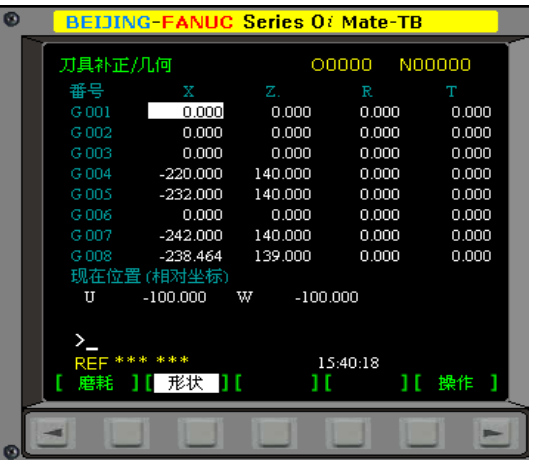 BEIJING-FANUC Series 0i Mate-TB
刀具补正/几何 O0000 N00000
番号 X Z. R T
G 001 0.000 0.000 0.000 0.000
G 002 0.000 0.000 0.000 0.000
G 003 0.000 0.000 0.000 0.000
G 004 -220.000 140.000 0.000 0.000
G 005 -232.000 140.000 0.000 0.000
G 006 0.000 0.000 0.000 0.000
G 007 -242.000 140.000 0.000 0.000
G 008 -238.464 139.000 0.000 0.000
现在位置(相对坐标)
U -100.000 W -100.000
>_
REF *** *** 15:40:18
[ 磨耗 ][ 形状 ][ ][ ][ 操作 ]